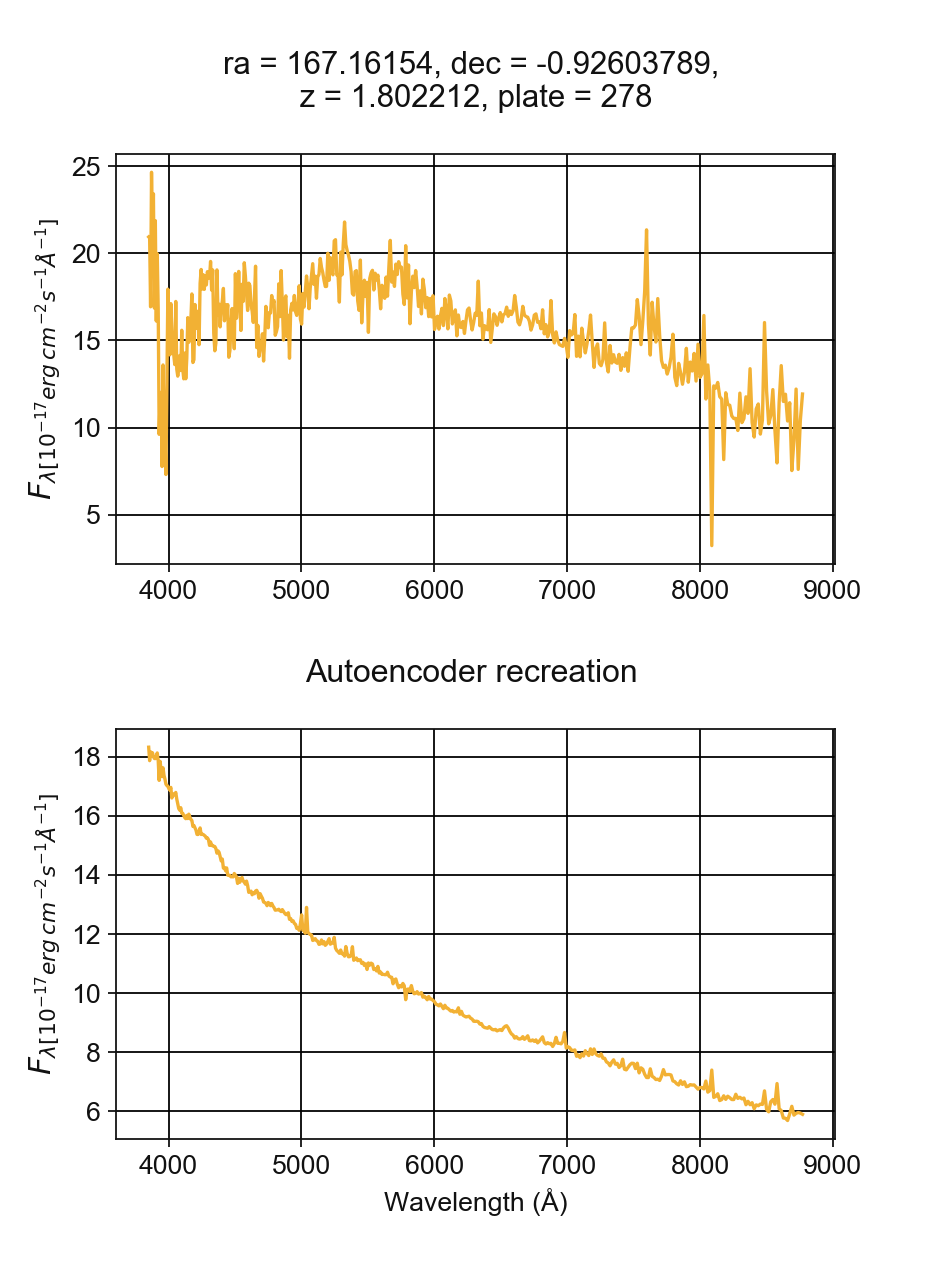 ra = 167.16154, dec = -0.92603789,
z = 1.802212, plate = 278
25
20
15
10
5
F_λ[10^{-17} erg cm^{-2} s^{-1} Å^{-1}]
4000 5000 6000 7000 8000 9000
Autoencoder recreation
18
16
14
12
10
8
6
F_λ[10^{-17} erg cm^{-2} s^{-1} Å^{-1}]
4000 5000 6000 7000 8000 9000
Wavelength (Å)